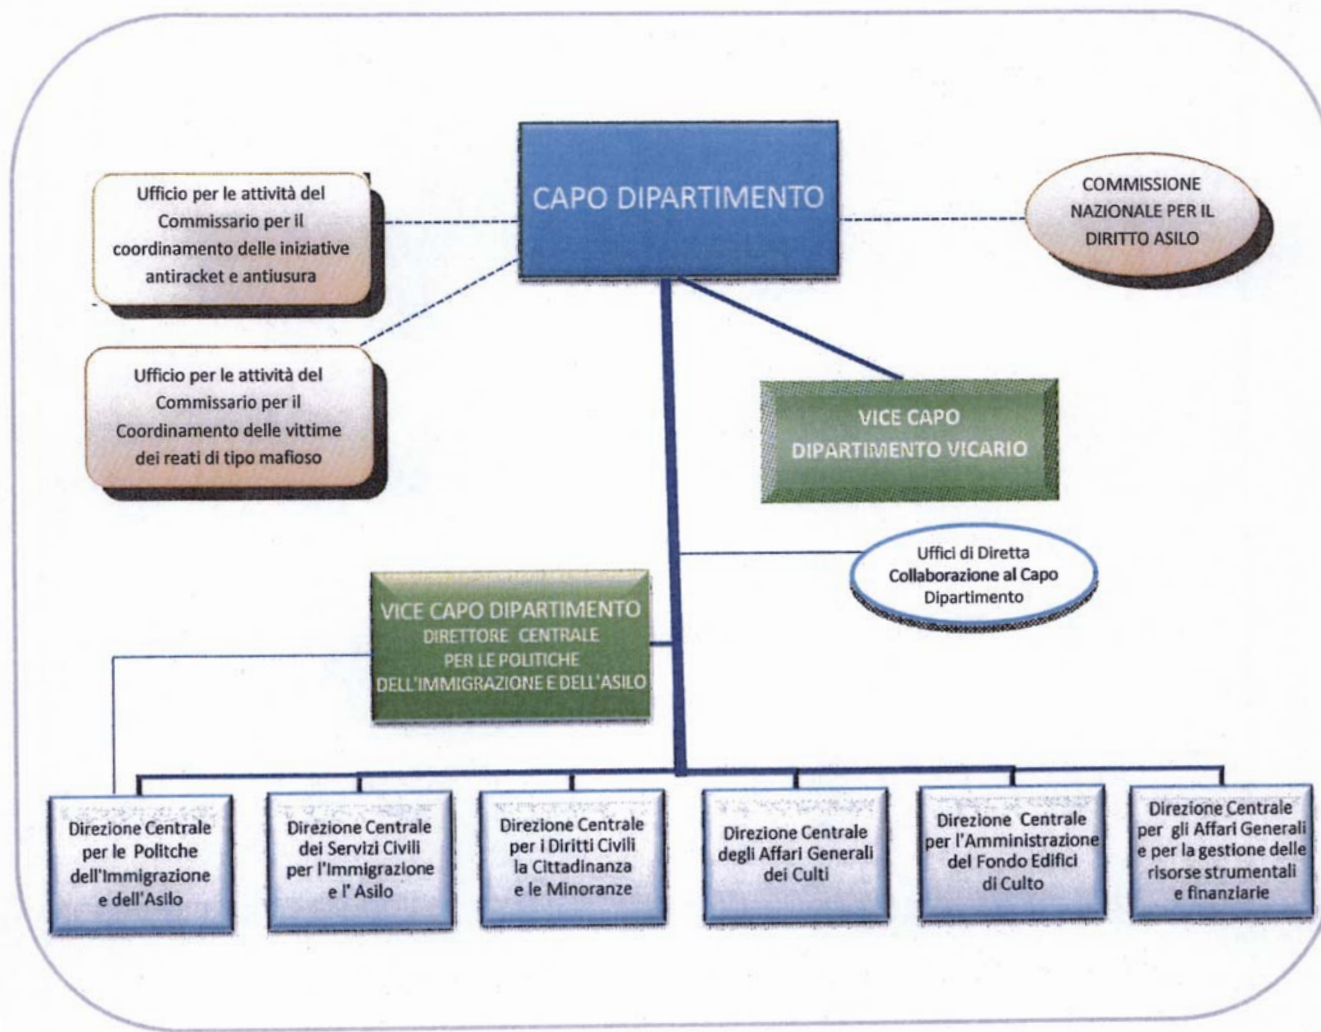 CAPO DIPARTIMENTO
Ufficio per le attività del
Commissario per il
coordinamento delle iniziative
antiracket e antiusura
COMMISSIONE
NAZIONALE PER IL
DIRITTO ASILO
Ufficio per le attività del
Commissario per il
Coordinamento delle vittime
dei reati di tipo mafioso
VICE CAPO
DIPARTIMENTO VICARIO
Uffici di Diretta
Collaborazione al Capo
Dipartimento
VICE CAPO DIPARTIMENTO
DIRETTORE CENTRALE
PER LE POLITICHE
DELL'IMMIGRAZIONE E DELL'ASILO
Direzione Centrale
per le Politche
dell'Immigrazione
e dell'Asilo
Direzione Centrale
dei Servizi Civili
per l'Immigrazione
e l' Asilo
Direzione Centrale
per i Diritti Civili
la Cittadinanza
e le Minoranze
Direzione Centrale
degli Affari Generali
dei Culti
Direzione Centrale
per l'Amministrazione
del Fondo Edifici
di Culto
Direzione Centrale
per gli Affari Generali
e per la gestione delle
risorse strumentali
e finanziarie